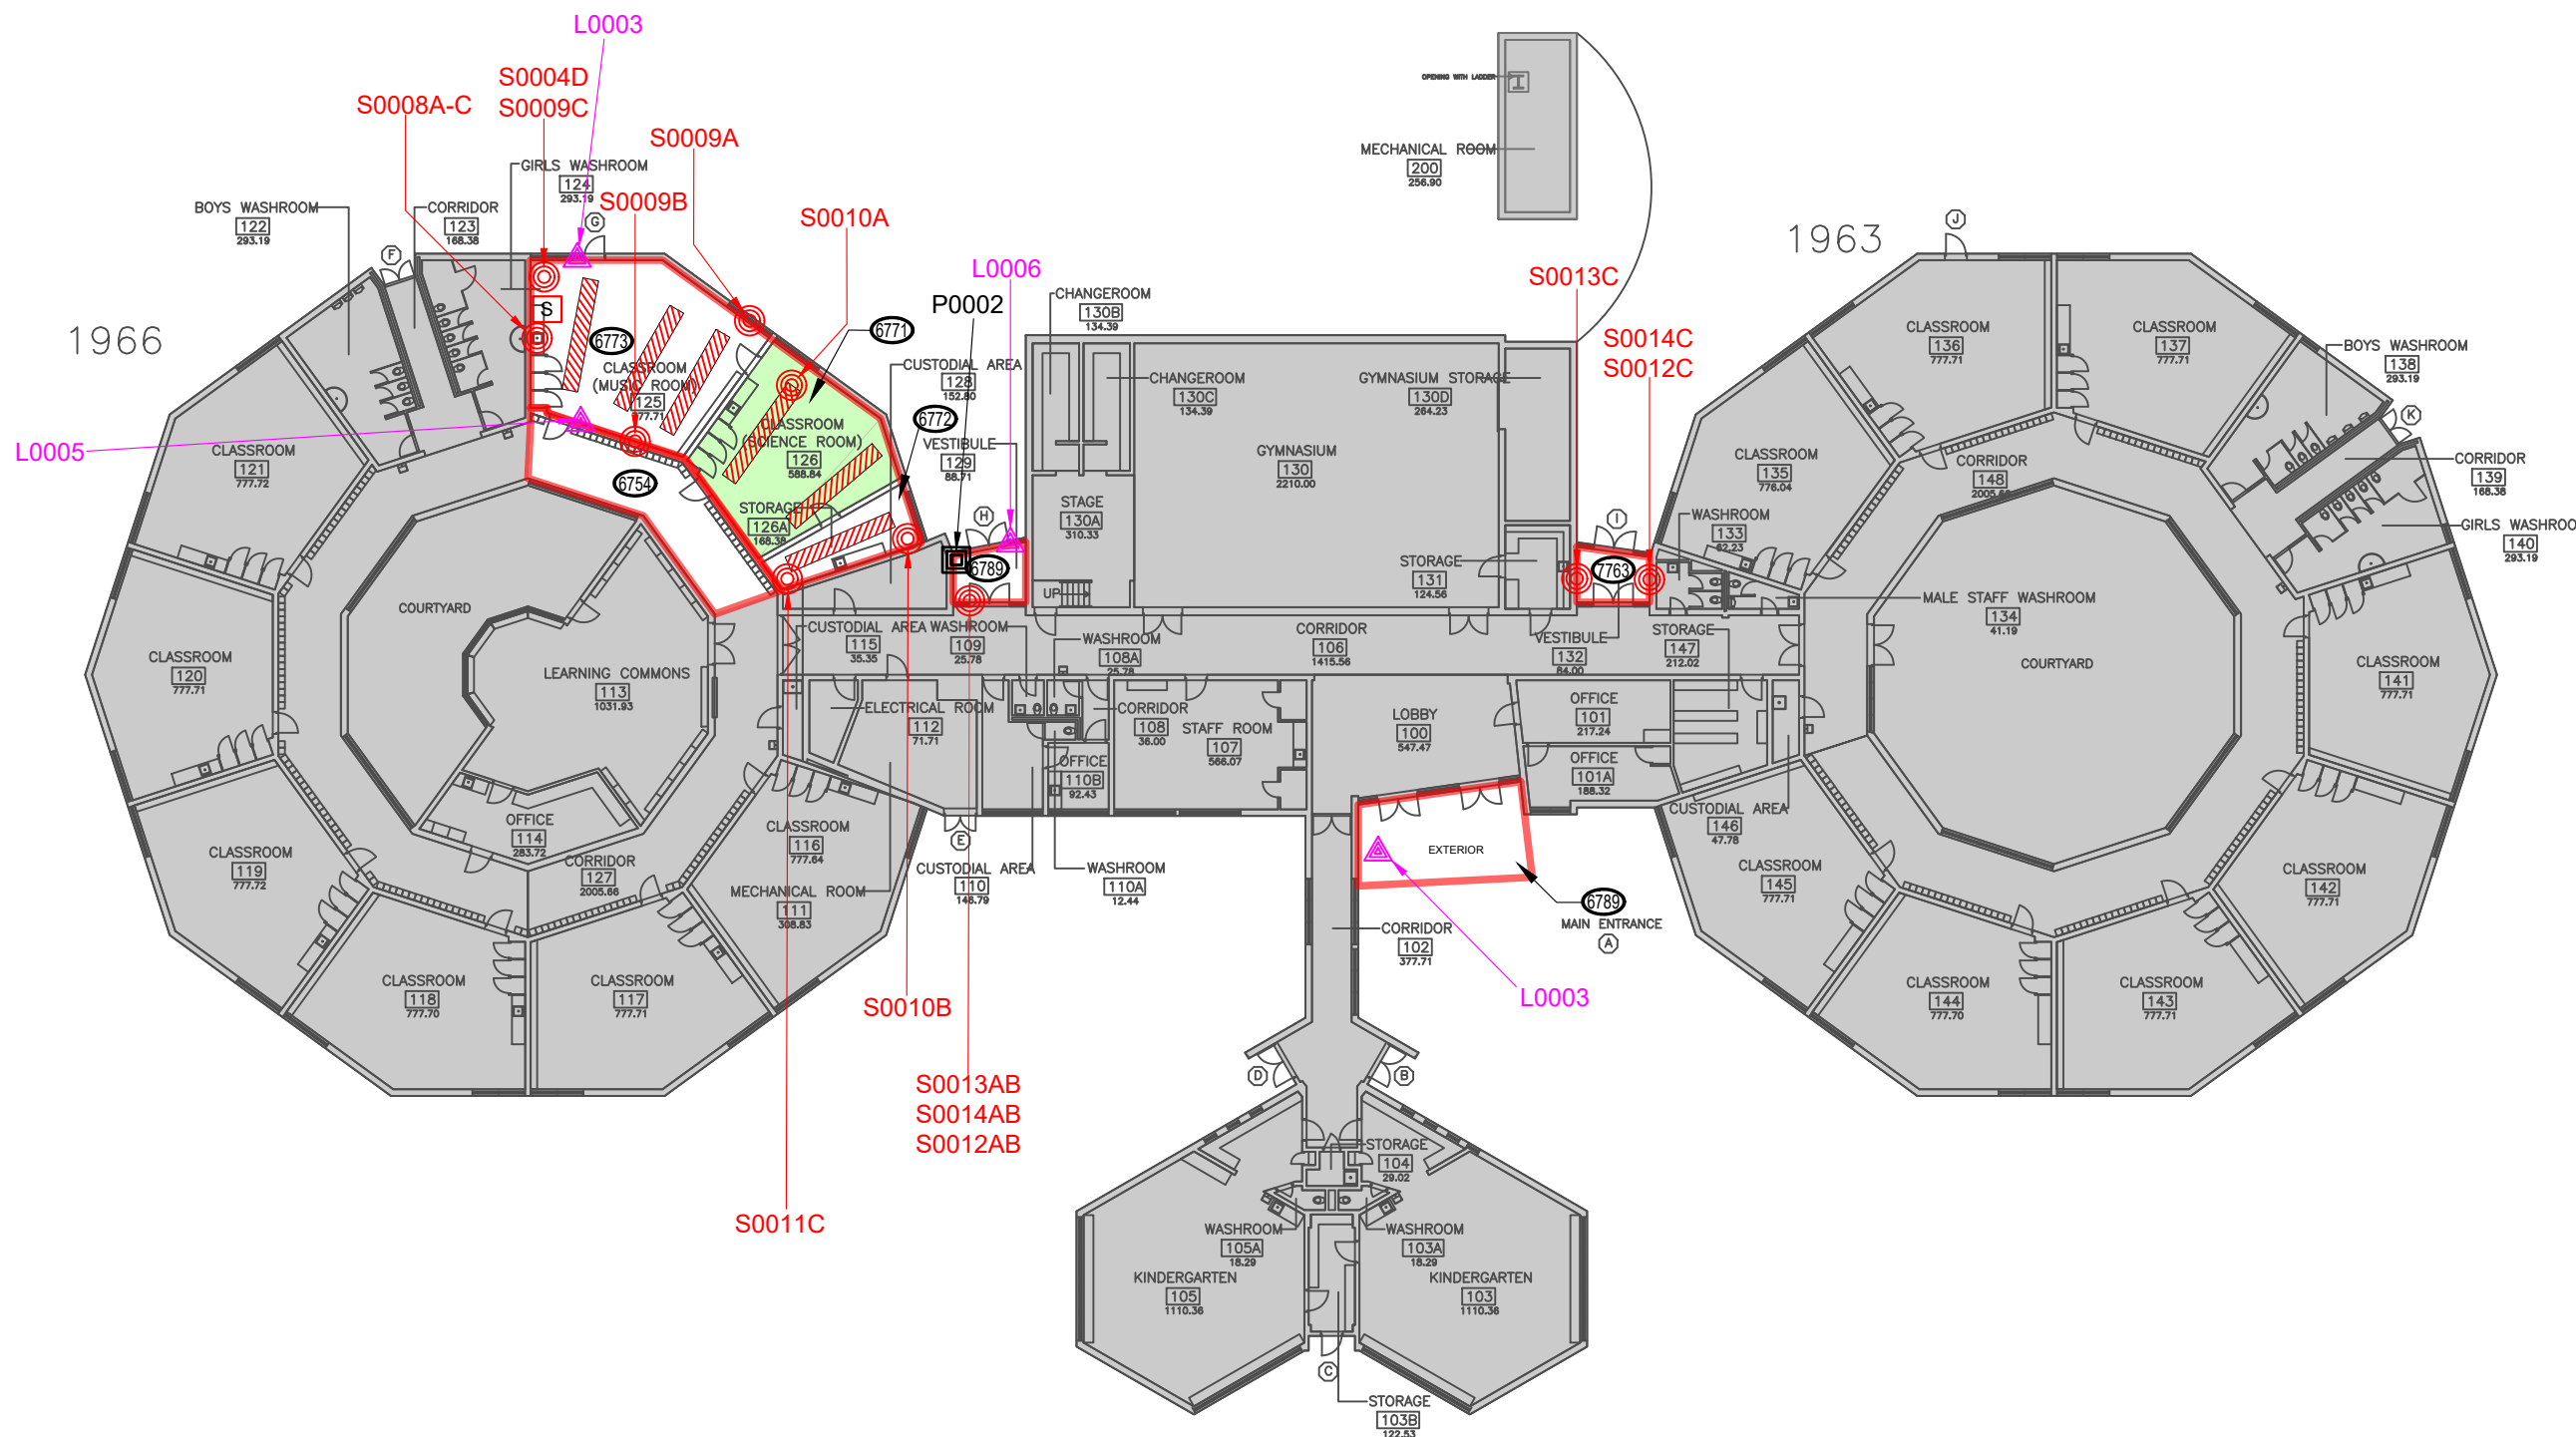 L0003
S0004D
S0009C
S0008A-C
S0009A
GIRLS WASHROOM
124
293.19
S0009B
BOYS WASHROOM
122
293.19
CORRIDOR
123
168.38
G
F
S0010A
1966
S
6773
6771
CLASSROOM
(MUSIC ROOM)
125
777.71
L0005
6754
CLASSROOM
(SCIENCE ROOM)
126
588.84
STORAGE
126A
168.38
6772
CUSTODIAL AREA
128
152.80
VESTIBULE
129
88.71
P0002
L0006
H
6789
OPENING WITH LADDER
MECHANICAL ROOM
200
256.90
CHANGEROOM
130B
134.39
CHANGEROOM
130C
134.39
GYMNASIUM STORAGE
130D
264.23
GYMNASIUM
130
2210.00
STAGE
130A
310.33
UP
STORAGE
131
124.56
S0013C
S0014C
S0012C
I
7763
VESTIBULE
132
84.00
1963
J
CLASSROOM
136
777.71
CLASSROOM
137
777.71
BOYS WASHROOM
138
293.19
K
CLASSROOM
135
776.04
CORRIDOR
148
2005.66
CORRIDOR
139
168.38
WASHROOM
133
62.23
GIRLS WASHROO
140
293.19
MALE STAFF WASHROOM
134
41.19
STORAGE
147
212.02
COURTYARD
CLASSROOM
141
777.71
CLASSROOM
121
777.72
COURTYARD
CLASSROOM
120
777.71
LEARNING COMMONS
113
1031.93
CUSTODIAL AREA
115
35.35
WASHROOM
109
25.78
WASHROOM
108A
25.78
CORRIDOR
106
1415.56
ELECTRICAL ROOM
112
71.71
CORRIDOR
108
36.00
STAFF ROOM
107
566.07
LOBBY
100
547.47
OFFICE
101
217.24
OFFICE
101A
188.32
OFFICE
110B
92.43
OFFICE
114
283.72
CLASSROOM
119
777.72
CORRIDOR
127
2005.66
CLASSROOM
116
777.64
MECHANICAL ROOM
111
308.83
E
CUSTODIAL AREA
110
146.79
WASHROOM
110A
12.44
EXTERIOR
6789
MAIN ENTRANCE
A
CORRIDOR
102
377.71
L0003
CUSTODIAL AREA
146
47.78
CLASSROOM
145
777.71
CLASSROOM
142
777.71
CLASSROOM
118
777.70
CLASSROOM
117
777.71
CLASSROOM
144
777.70
CLASSROOM
143
777.71
S0010B
S0013AB
S0014AB
S0012AB
S0011C
D
B
STORAGE
104
29.02
WASHROOM
105A
18.29
WASHROOM
103A
18.29
KINDERGARTEN
105
1110.36
KINDERGARTEN
103
1110.36
C
STORAGE
103B
122.53